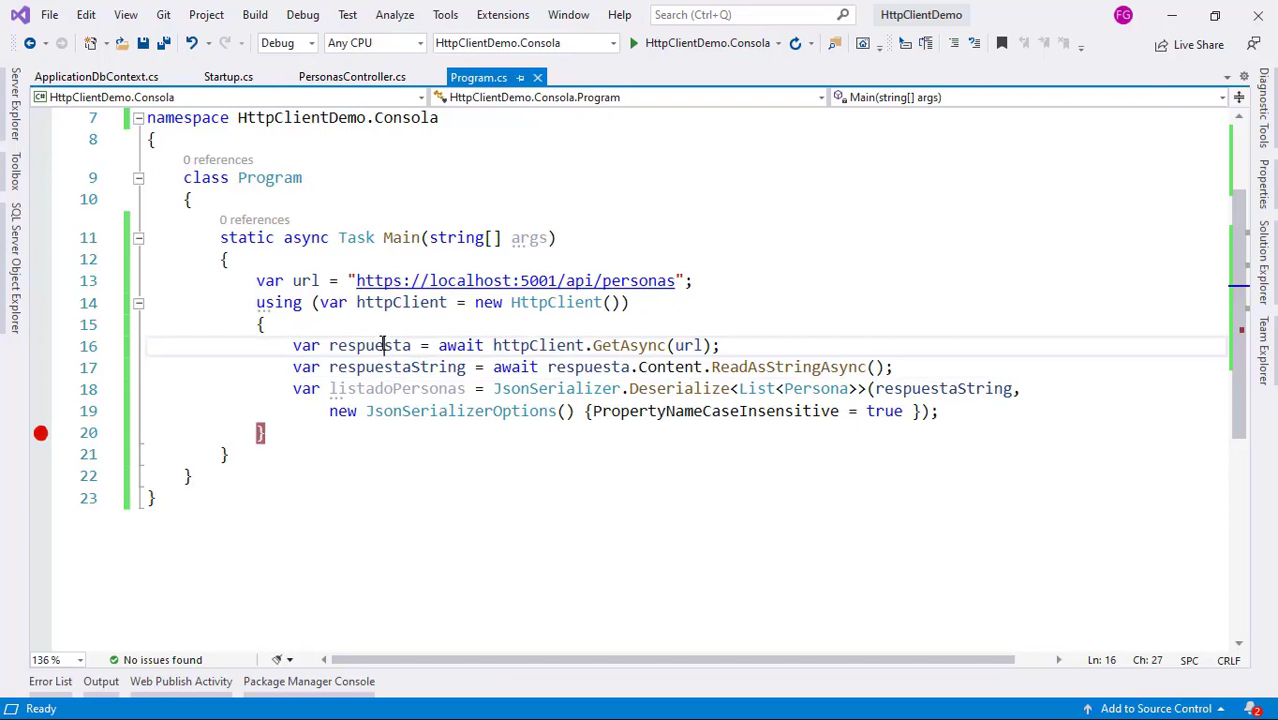 File Edit View Git Project Build Debug Test Analyze Tools Extensions Window Help Search (Ctrl+Q) HttpClientDemo FG
Debug Any CPU HttpClientDemo.Consola HttpClientDemo.Consola Live Share
ApplicationDbContext.cs Startup.cs PersonasController.cs Program.cs
HttpClientDemo.Consola HttpClientDemo.Consola.Program Main(string[] args)
7 namespace HttpClientDemo.Consola
8 {
0 references
9 class Program
10 {
0 references
11 static async Task Main(string[] args)
12 {
13 var url = "https://localhost:5001/api/personas";
14 using (var httpClient = new HttpClient())
15 {
16 var respuesta = await httpClient.GetAsync(url);
17 var respuestaString = await respuesta.Content.ReadAsStringAsync();
18 var listadoPersonas = JsonSerializer.Deserialize<List<Persona>>(respuestaString,
19 new JsonSerializerOptions() {PropertyNameCaseInsensitive = true });
20 }
21 }
22 }
23 }
Server Explorer
Toolbox
SQL Server Object Explorer
Diagnostic Tools
Properties
Solution Explorer
Team Explorer
136 % No issues found Ln: 16 Ch: 27 SPC CRLF
Error List Output Web Publish Activity Package Manager Console
Ready Add to Source Control 2